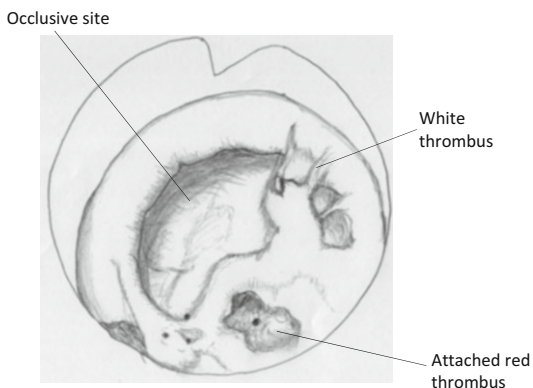 Occlusive site
White
thrombus
Attached red
thrombus